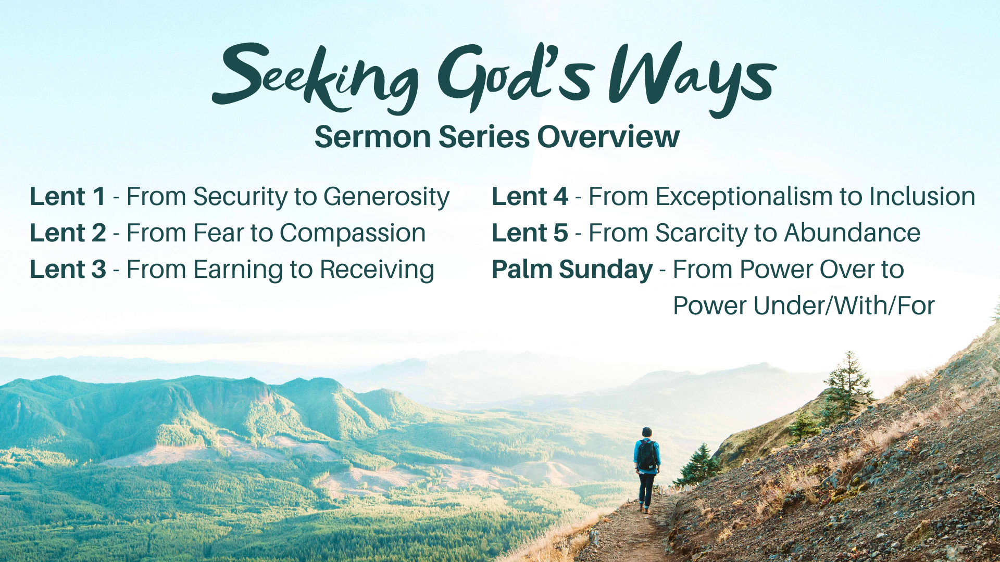 Seeking God's Ways
Sermon Series Overview
Lent 1 - From Security to Generosity
Lent 2 - From Fear to Compassion
Lent 3 - From Earning to Receiving
Lent 4 - From Exceptionalism to Inclusion
Lent 5 - From Scarcity to Abundance
Palm Sunday - From Power Over to
Power Under/With/For